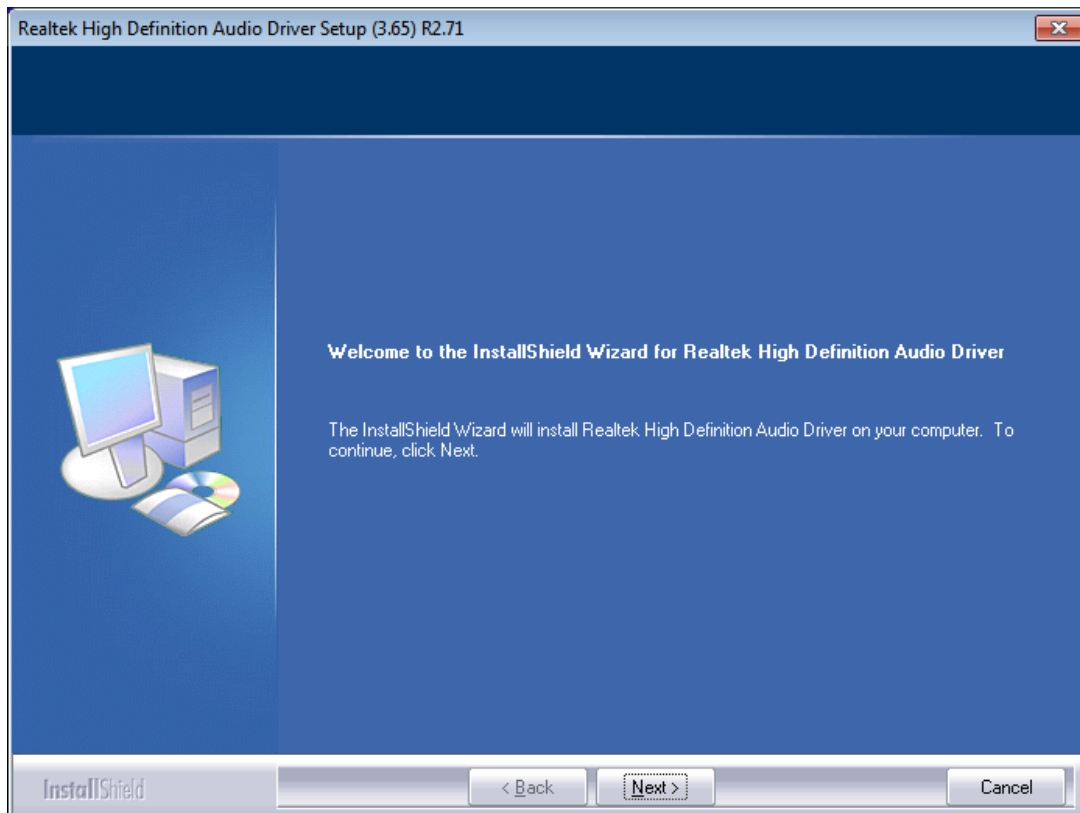 Realtek High Definition Audio Driver Setup (3.65) R2.71
Welcome to the InstallShield Wizard for Realtek High Definition Audio Driver
The InstallShield Wizard will install Realtek High Definition Audio Driver on your computer. To
continue, click Next.
InstallShield
< Back
Next >
Cancel